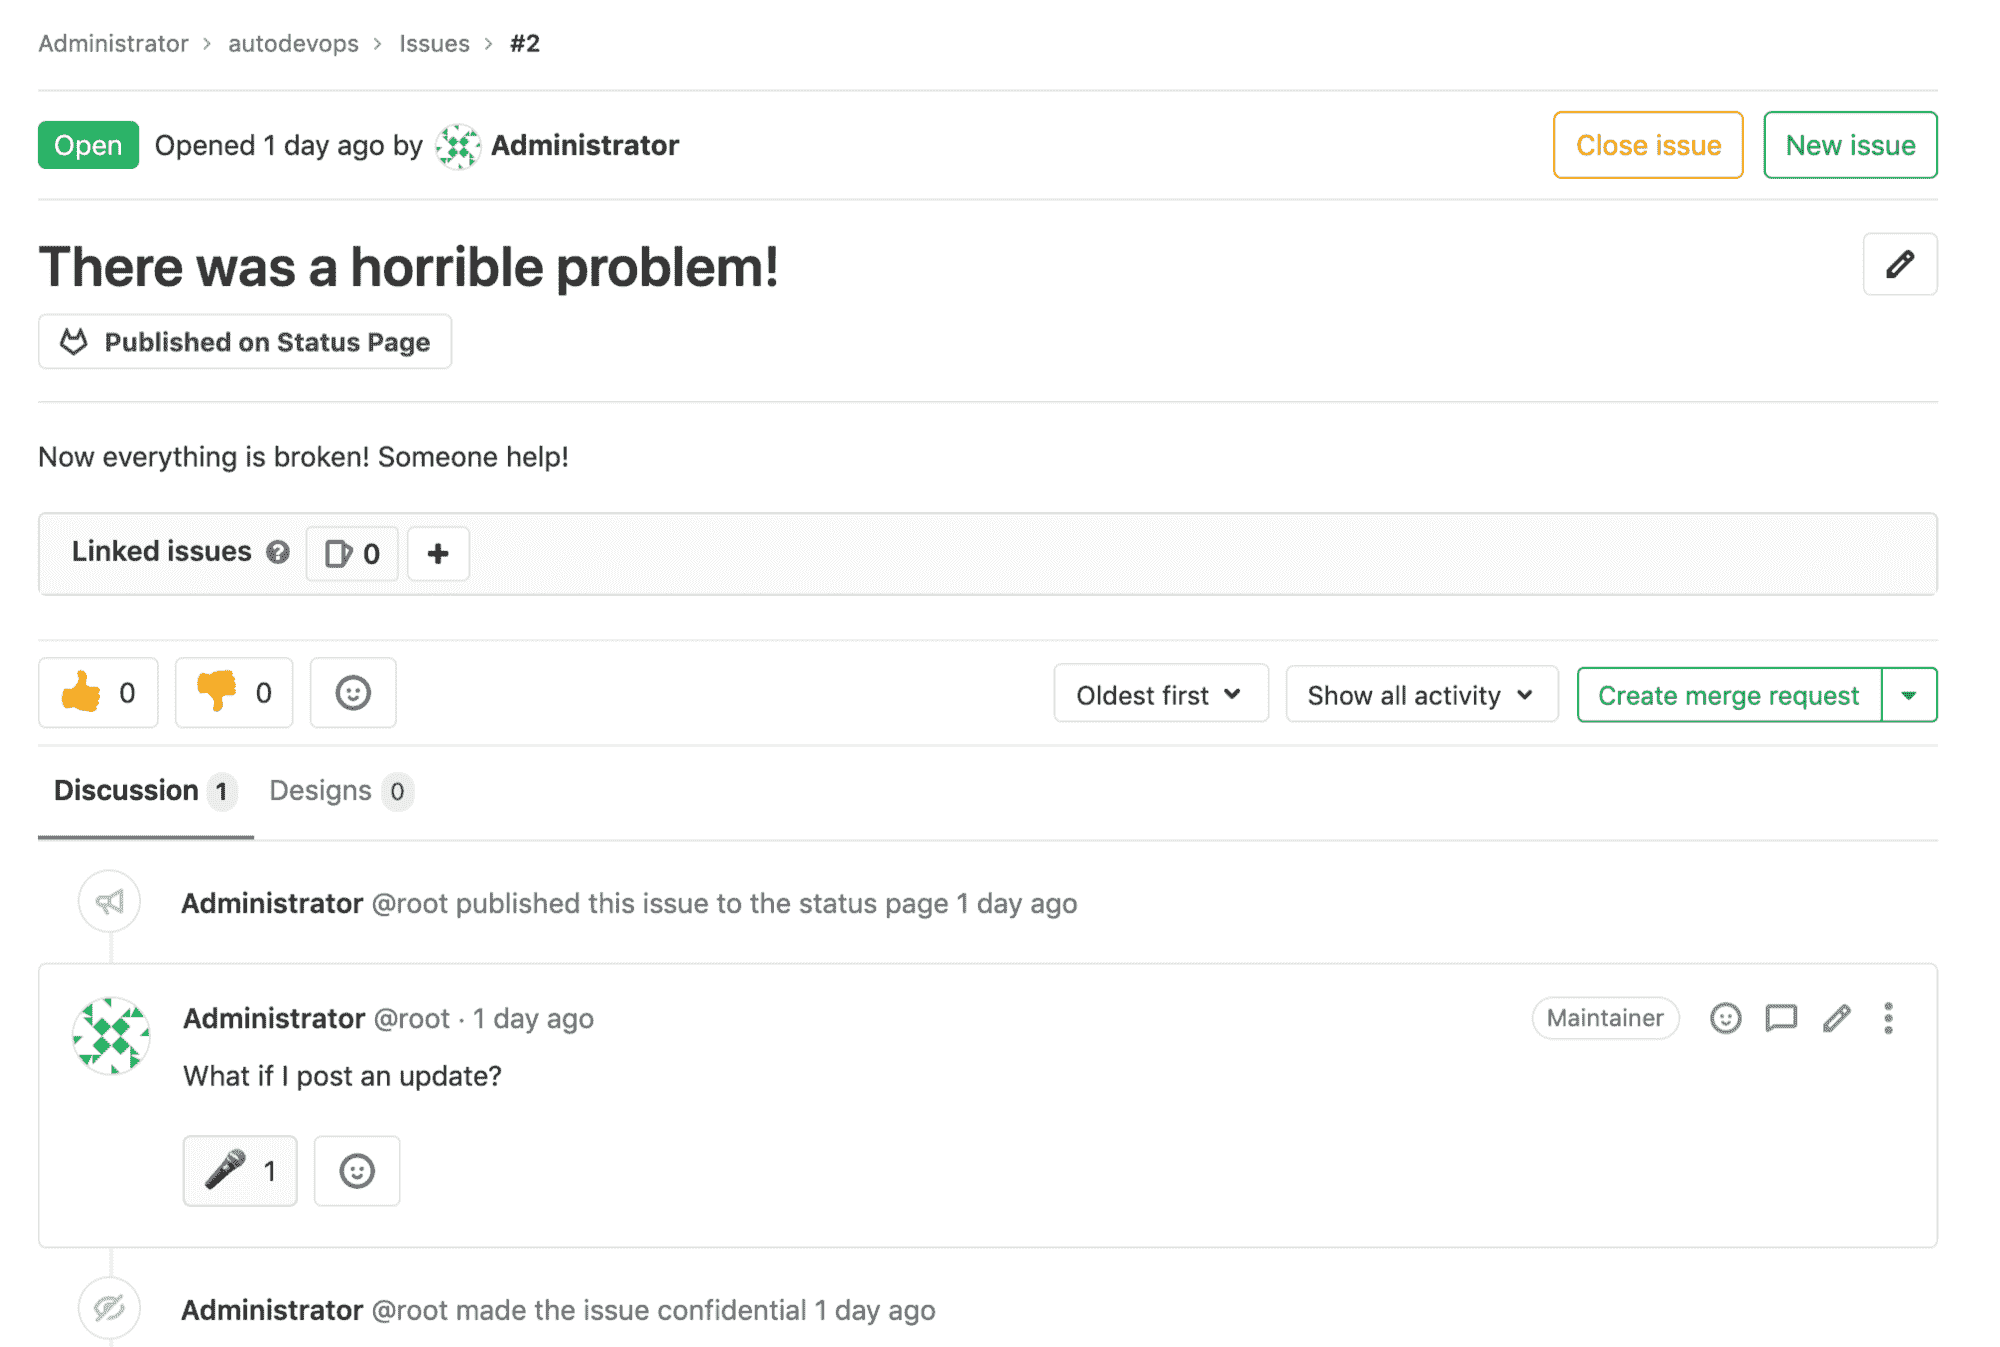 Administrator > autodevops > Issues > #2
Open Opened 1 day ago by Administrator Close issue New issue
There was a horrible problem!
Published on Status Page
Now everything is broken! Someone help!
Linked issues ? 0 +
0 0 Oldest first Show all activity Create merge request
Discussion 1 Designs 0
Administrator @root published this issue to the status page 1 day ago
Administrator @root · 1 day ago Maintainer
What if I post an update?
1
Administrator @root made the issue confidential 1 day ago